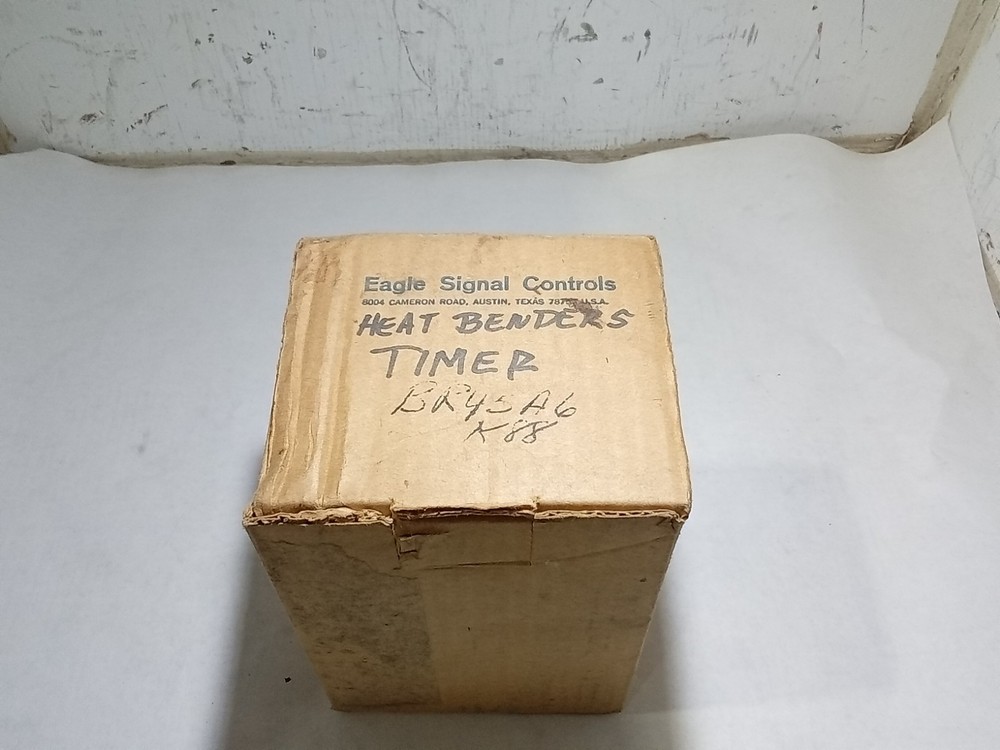 Eagle Signal Controls
8004 CAMERON ROAD, AUSTIN, TEXAS U.S.A.
HEAT BENDERS
TIMER
BR45A6
K88